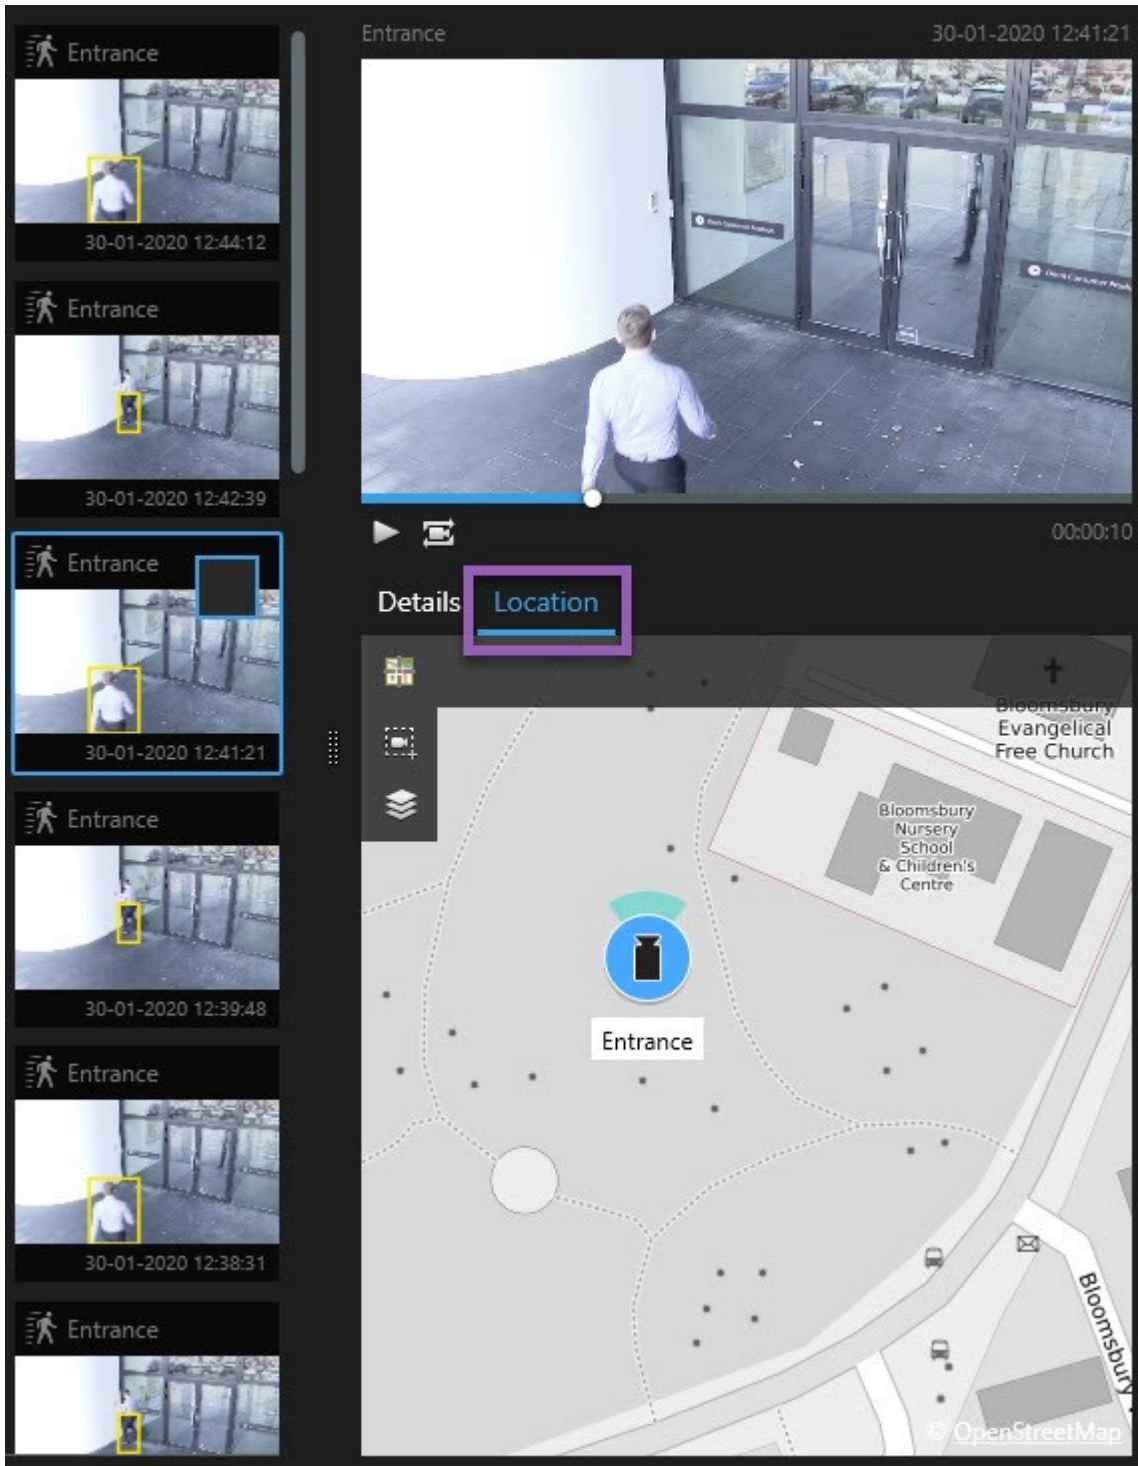 Entrance
30-01-2020 12:44:12
Entrance
30-01-2020 12:42:39
Entrance
30-01-2020 12:41:21
Entrance
30-01-2020 12:39:48
Entrance
30-01-2020 12:38:31
Entrance
Entrance
30-01-2020 12:41:21
00:00:10
Details
Location
Bloomsbury
Evangelical
Free Church
Bloomsbury
Nursery
School
& Children's
Centre
Entrance
Bloomsbury
© OpenStreetMap